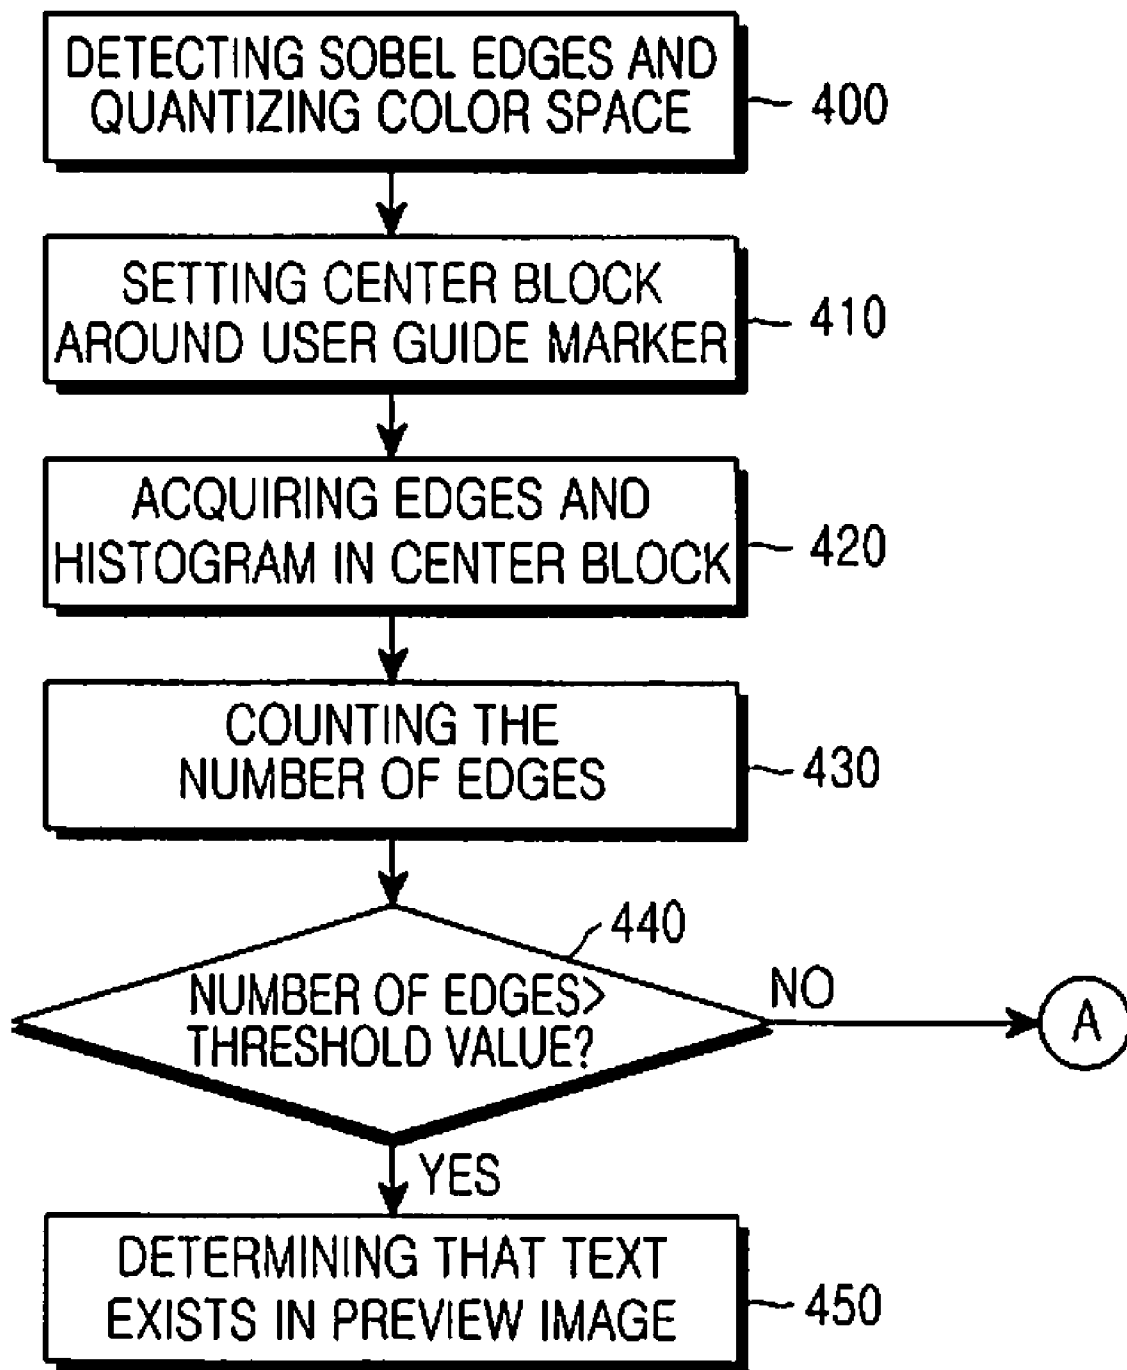 DETECTING SOBEL EDGES AND
QUANTIZING COLOR SPACE
400
SETTING CENTER BLOCK
AROUND USER GUIDE MARKER
410
ACQUIRING EDGES AND
HISTOGRAM IN CENTER BLOCK
420
COUNTING THE
NUMBER OF EDGES
430
440
NUMBER OF EDGES>
THRESHOLD VALUE?
NO
A
YES
DETERMINING THAT TEXT
EXISTS IN PREVIEW IMAGE
450